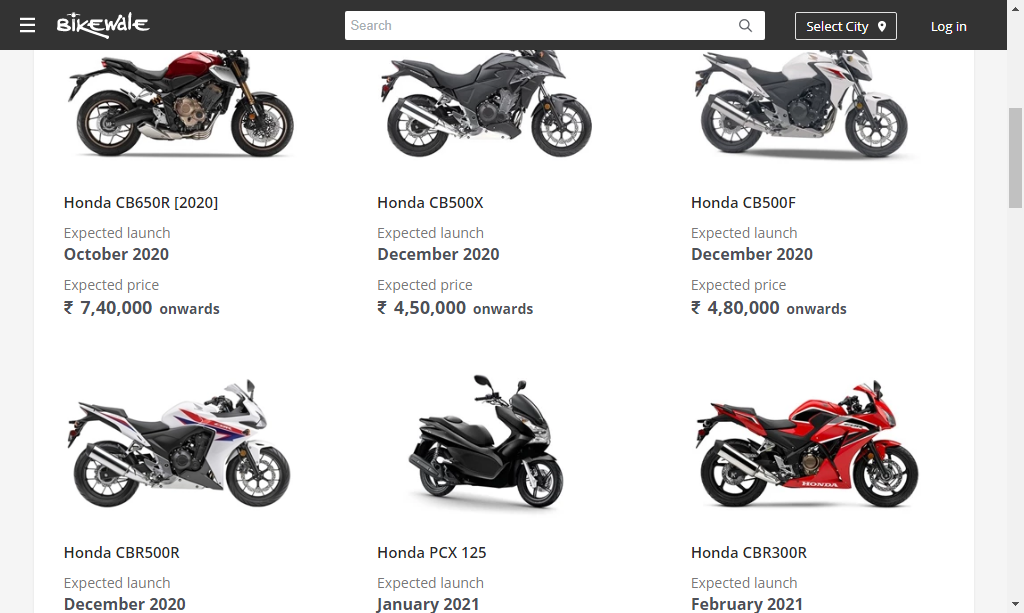 BikeWale
Search
Select City
Log in
Honda CB650R [2020]
Expected launch
October 2020
Expected price
₹ 7,40,000 onwards
Honda CB500X
Expected launch
December 2020
Expected price
₹ 4,50,000 onwards
Honda CB500F
Expected launch
December 2020
Expected price
₹ 4,80,000 onwards
HONDA
Honda CBR500R
Expected launch
December 2020
Honda PCX 125
Expected launch
January 2021
Honda CBR300R
Expected launch
February 2021